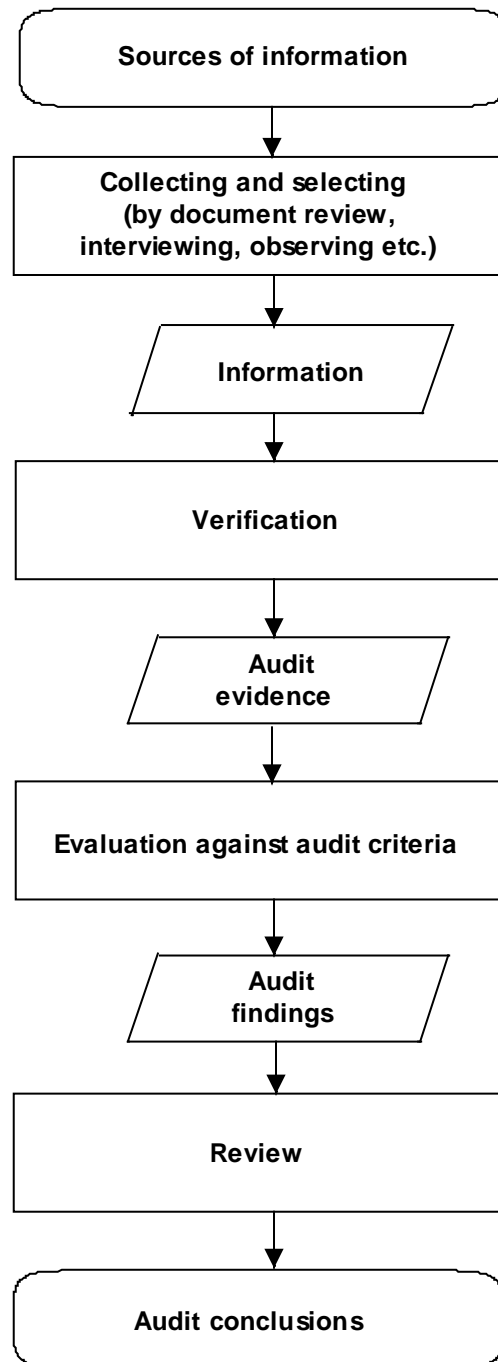 Sources of information
Collecting and selecting
(by document review,
interviewing, observing etc.)
Information
Verification
Audit
evidence
Evaluation against audit criteria
Audit
findings
Review
Audit conclusions